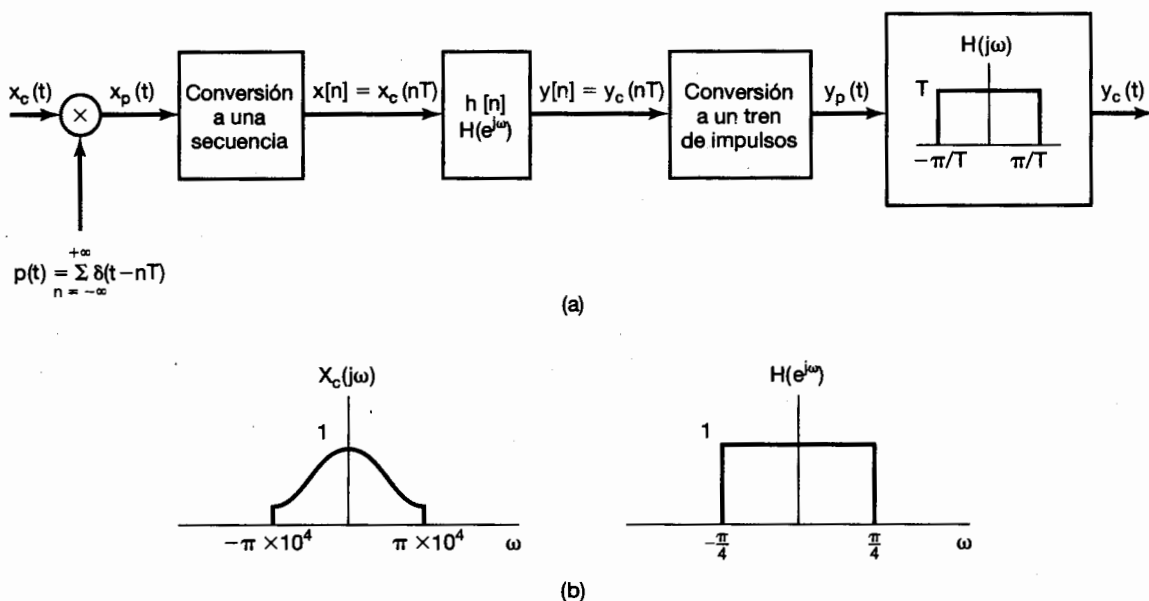 x_c(t)
×
x_p(t)
Conversión
a una
secuencia
x[n] = x_c(nT)
h [n]
H(e^{jω})
y[n] = y_c(nT)
Conversión
a un tren
de impulsos
y_p(t)
H(jω)
T
−π/T
π/T
y_c(t)
p(t) = Σ_{n = −∞}^{+∞} δ(t−nT)
(a)
X_c(jω)
1
−π ×10^4
π ×10^4
ω
H(e^{jω})
1
−π/4
π/4
ω
(b)